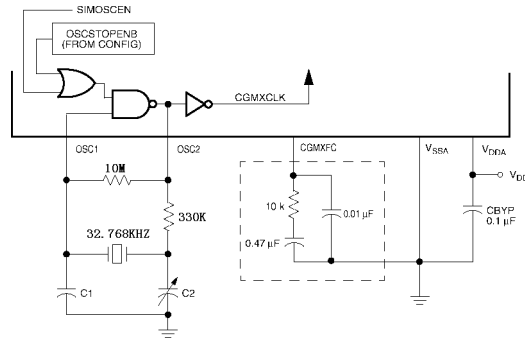 SIMOSCEN
OSCSTOPENB
(FROM CONFIG)
CGMXCLK
OSC1
OSC2
CGMXFC
VSSA
VDDA
10M
330K
32.768KHZ
C1
C2
10 k
0.01 µF
0.47 µF
VDD
CBYP
0.1 µF